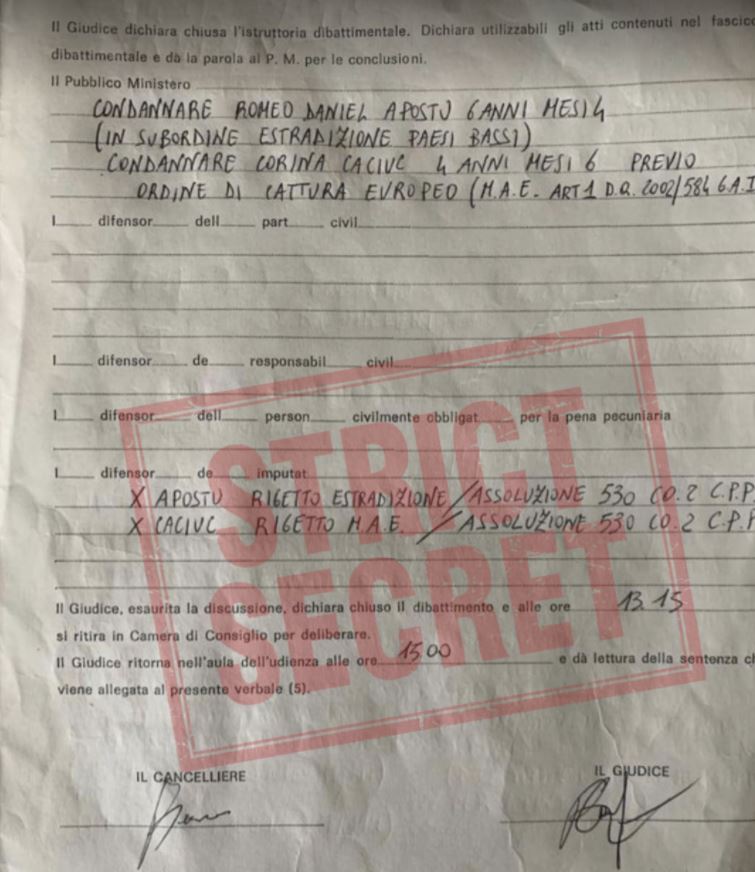 Il Giudice dichiara chiusa l'istruttoria dibattimentale. Dichiara utilizzabili gli atti contenuti nel fascico
dibattimentale e dà la parola al P. M. per le conclusioni.
Il Pubblico Ministero
CONDANNARE ROMEO DANIEL APOSTU 6 ANNI MESI 4
(IN SUBORDINE ESTRADIZIONE PAESI BASSI)
CONDANNARE CORINA CACIUC 4 ANNI MESI 6 PREVIO
ORDINE DI CATTURA EUROPEO (M.A.E. ART 1 D.Q. 2002/584 G.A.I
I difensor dell part civil
I difensor de responsabil civil
I difensor dell person civilmente obbligat per la pena pecuniaria
I difensor de imputat
X APOSTU RIGETTO ESTRADIZIONE / ASSOLUZIONE 530 CO. 2 C.P.P
X CACIUC RIGETTO M.A.E. / ASSOLUZIONE 530 CO. 2 C.P.P
STRICT
SECRET
Il Giudice, esaurita la discussione, dichiara chiuso il dibattimento e alle ore 13.15
si ritira in Camera di Consiglio per deliberare.
Il Giudice ritorna nell'aula dell'udienza alle ore 15 00 e dà lettura della sentenza ch
viene allegata al presente verbale (5).
IL CANCELLIERE
IL GIUDICE